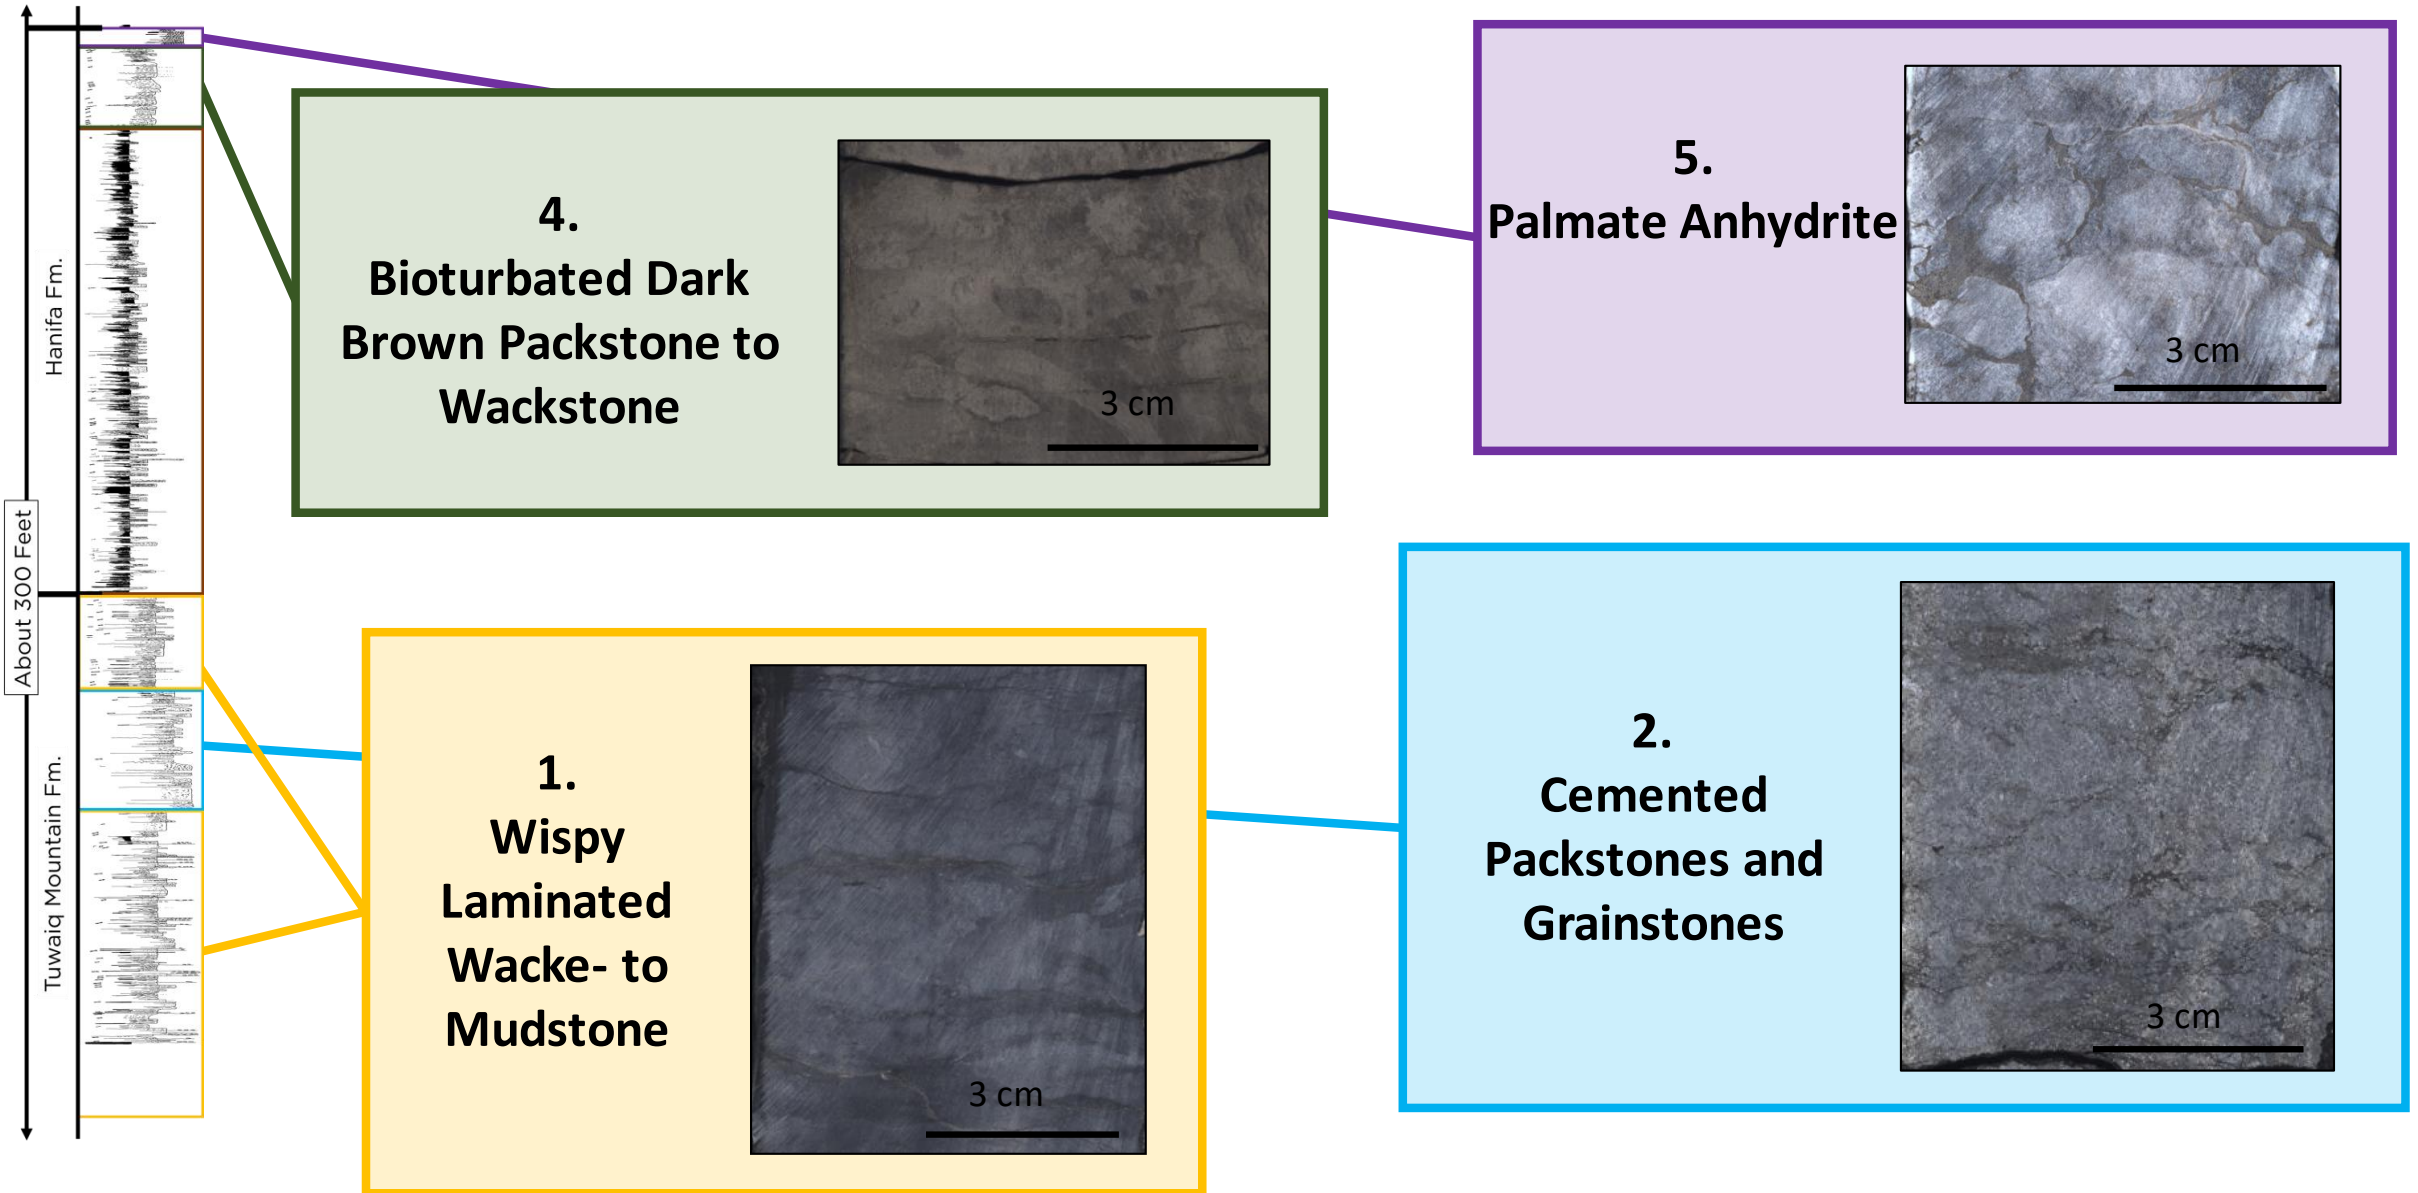 Hanifa Fm.
About 300 Feet
Tuwaiq Mountain Fm.
4.
Bioturbated Dark
Brown Packstone to
Wackstone
3 cm
5.
Palmate Anhydrite
3 cm
1.
Wispy
Laminated
Wacke- to
Mudstone
3 cm
2.
Cemented
Packstones and
Grainstones
3 cm